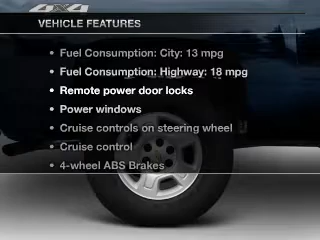 4X4
VEHICLE FEATURES
• Fuel Consumption: City: 13 mpg
• Fuel Consumption: Highway: 18 mpg
• Remote power door locks
• Power windows
• Cruise controls on steering wheel
• Cruise control
• 4-wheel ABS Brakes